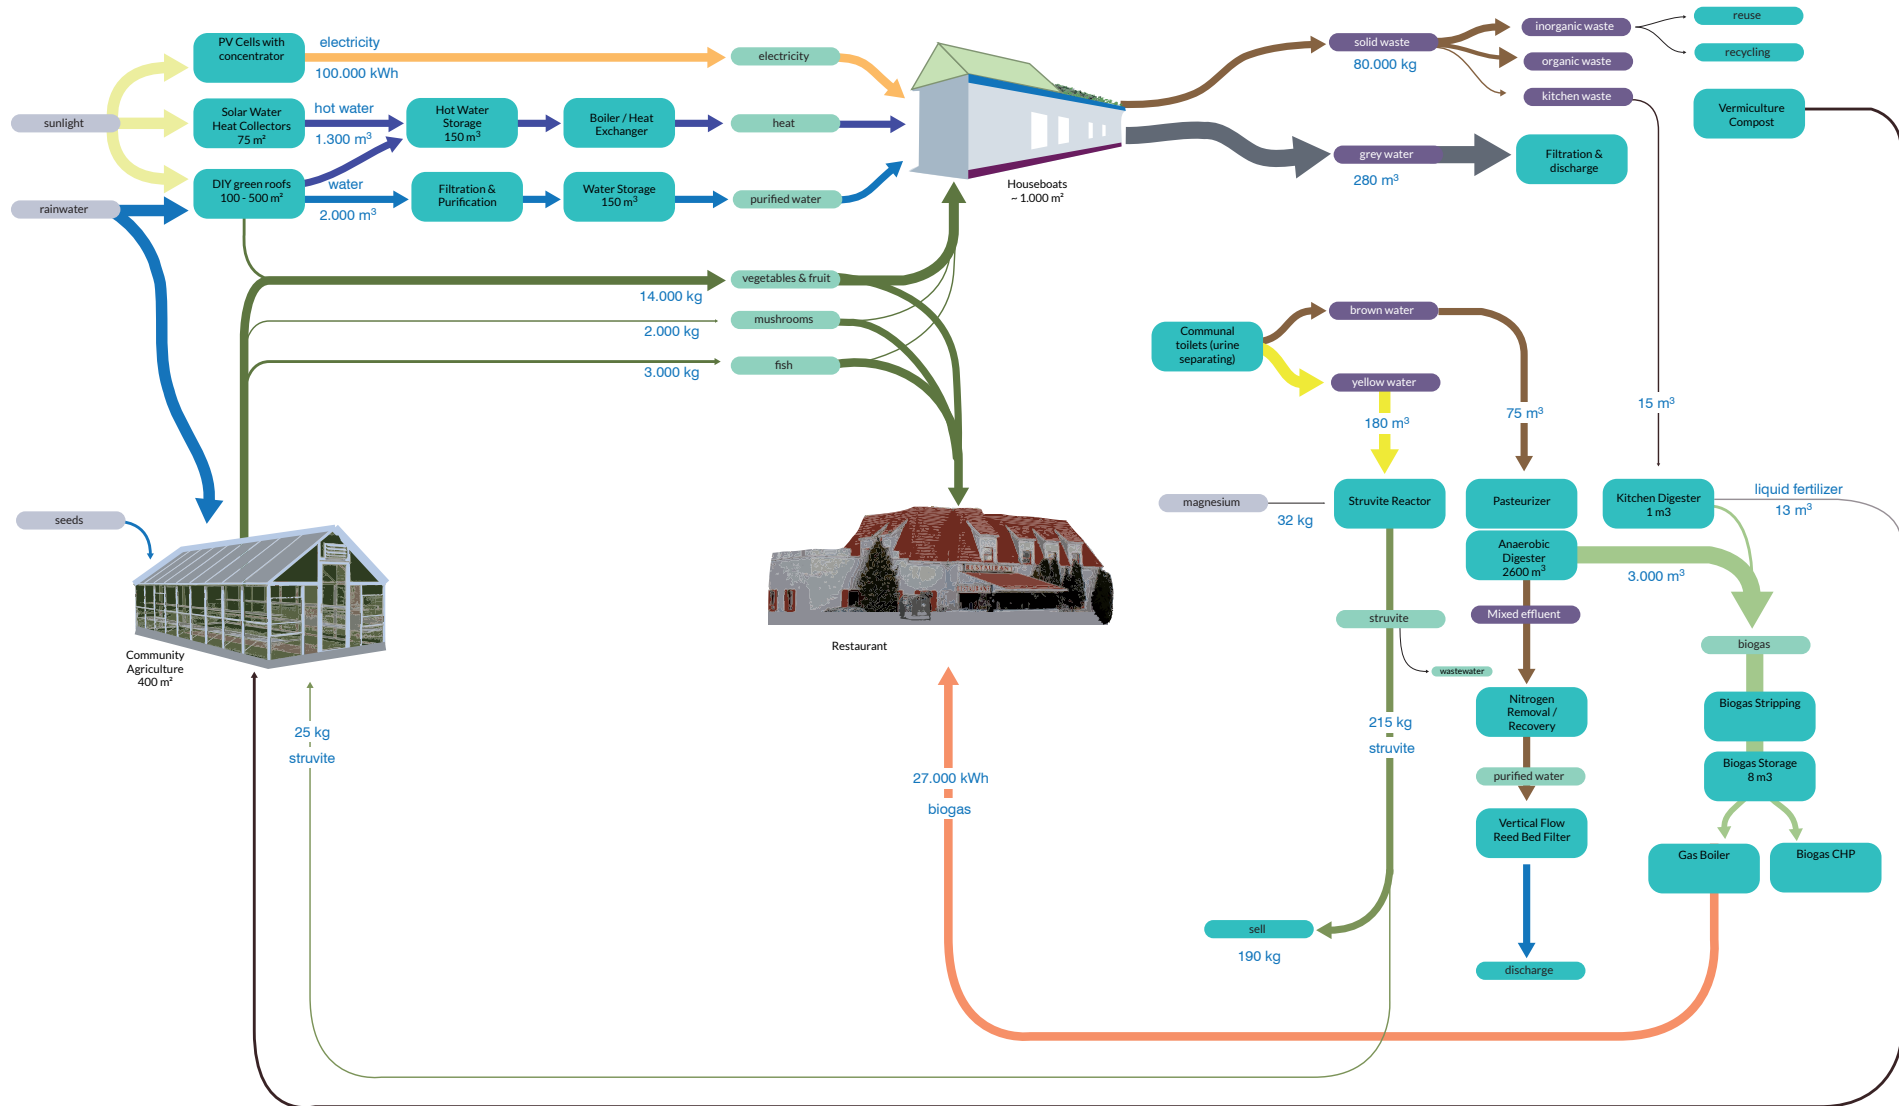 PV Cells with
concentrator
electricity
100.000 kWh
electricity
sunlight
Solar Water
Heat Collectors
75 m²
hot water
1.300 m³
Hot Water
Storage
150 m³
Boiler / Heat
Exchanger
heat
rainwater
DIY green roofs
100 - 500 m²
water
2.000 m³
Filtration &
Purification
Water Storage
150 m³
purified water
Houseboats
~ 1.000 m²
solid waste
80.000 kg
inorganic waste
organic waste
kitchen waste
reuse
recycling
Vermiculture
Compost
grey water
280 m³
Filtration &
discharge
14.000 kg
vegetables & fruit
2.000 kg
mushrooms
3.000 kg
fish
Communal
toilets (urine
separating)
brown water
yellow water
180 m³
75 m³
15 m³
seeds
magnesium
32 kg
Struvite Reactor
Pasteurizer
Kitchen Digester
1 m3
liquid fertilizer
13 m³
Anaerobic
Digester
2600 m³
3.000 m³
RESTAURANT
Restaurant
Community
Agriculture
400 m²
struvite
wastewater
Mixed effluent
biogas
Nitrogen
Removal /
Recovery
Biogas Stripping
25 kg
struvite
215 kg
struvite
27.000 kWh
biogas
purified water
Biogas Storage
8 m3
Vertical Flow
Reed Bed Filter
Gas Boiler
Biogas CHP
sell
190 kg
discharge